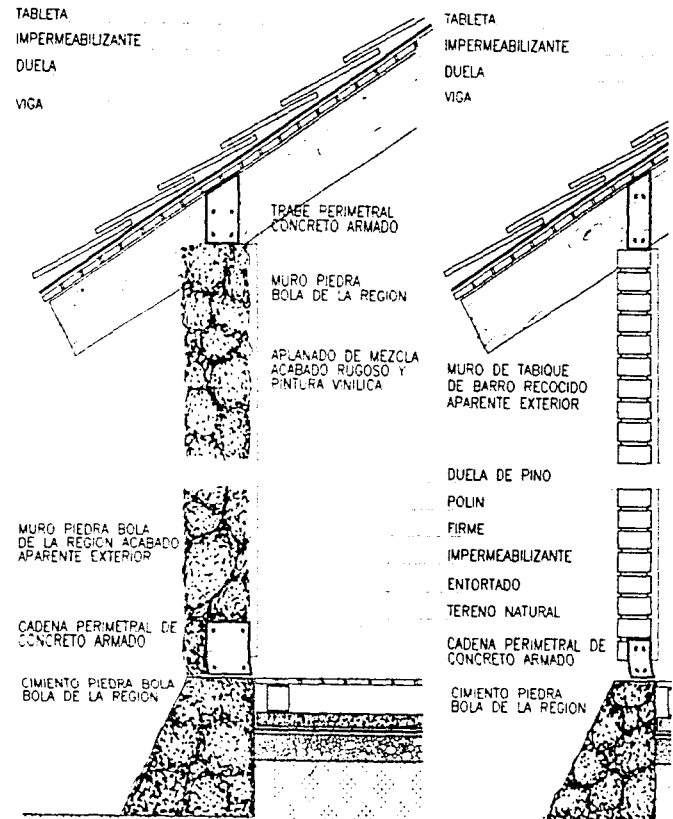 TABLETA
IMPERMEABILIZANTE
DUELA
VIGA
TRABE PERIMETRAL
CONCRETO ARMADO
MURO PIEDRA
BOLA DE LA REGION
APLANADO DE MEZCLA
ACABADO RUGOSO Y
PINTURA VINILICA
MURO PIEDRA BOLA
DE LA REGION ACABADO
APARENTE EXTERIOR
CADENA PERIMETRAL DE
CONCRETO ARMADO
CIMIENTO PIEDRA BOLA
BOLA DE LA REGION
TABLETA
IMPERMEABILIZANTE
DUELA
VIGA
MURO DE TABIQUE
DE BARRO RECOCIDO
APARENTE EXTERIOR
DUELA DE PINO
POLIN
FIRME
IMPERMEABILIZANTE
ENTORTADO
TERENO NATURAL
CADENA PERIMETRAL DE
CONCRETO ARMADO
CIMIENTO PIEDRA
BOLA DE LA REGION